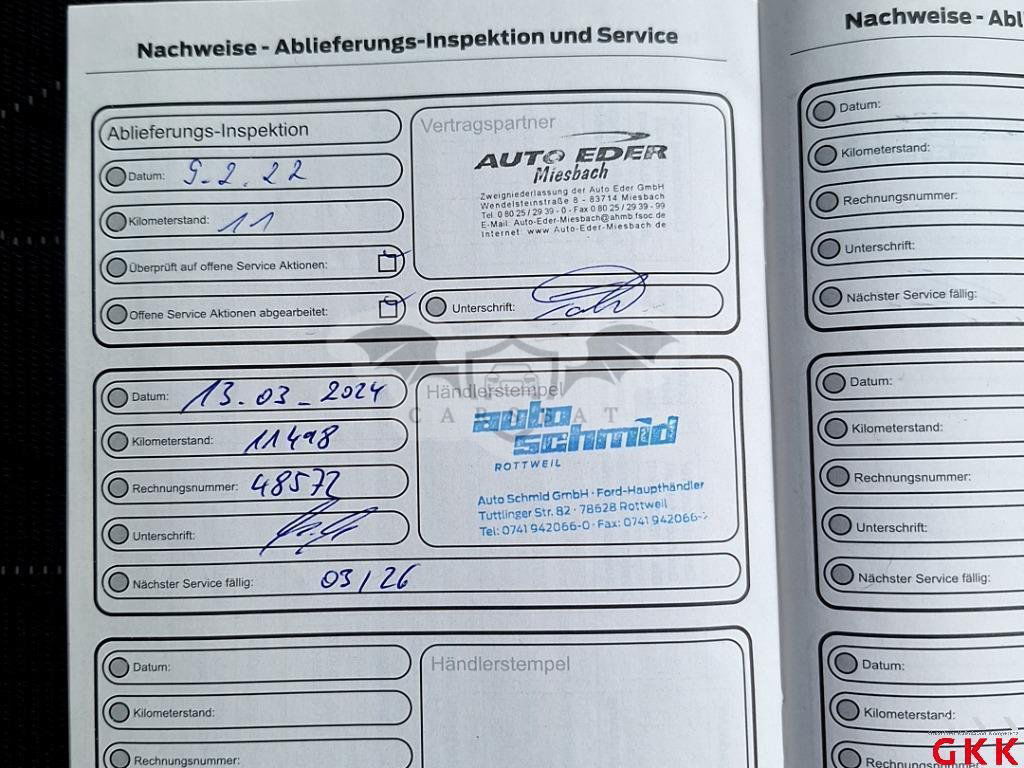 Nachweise - Ablieferungs-Inspektion und Service
Ablieferungs-Inspektion
Datum: 9.2.22
Kilometerstand: 11
Überprüft auf offene Service Aktionen:
Offene Service Aktionen abgearbeitet:
Vertragspartner
AUTO EDER
Miesbach
Zweigniederlassung der Auto Eder GmbH
Wendelsteinstraße 8 - 83714 Miesbach
Tel. 0 80 25 / 29 39 - 0 - Fax 0 80 25 / 29 39 - 99
E-Mail: Auto-Eder-Miesbach@ahmb.fsoc.de
Internet: www Auto-Eder-Miesbach de
Unterschrift:
Datum: 13.03_2024
Kilometerstand: 11498
Rechnungsnummer: 48572
Unterschrift:
Nächster Service fällig: 03/26
Händlerstempel
auto
schmid
ROTTWEIL
Auto Schmid GmbH · Ford-Haupthändler
Tuttlinger Str. 82 · 78628 Rottweil
Tel: 0741 942066-0 · Fax: 0741 942066-
Datum:
Kilometerstand:
Rechnungsnummer:
Händlerstempel
Nachweise - Abl
Datum:
Kilometerstand:
Rechnungsnummer:
Unterschrift:
Nächster Service fällig:
Datum:
Kilometerstand:
Rechnungsnummer:
Unterschrift:
Nächster Service fällig:
Datum:
Kilometerstand:
GKK